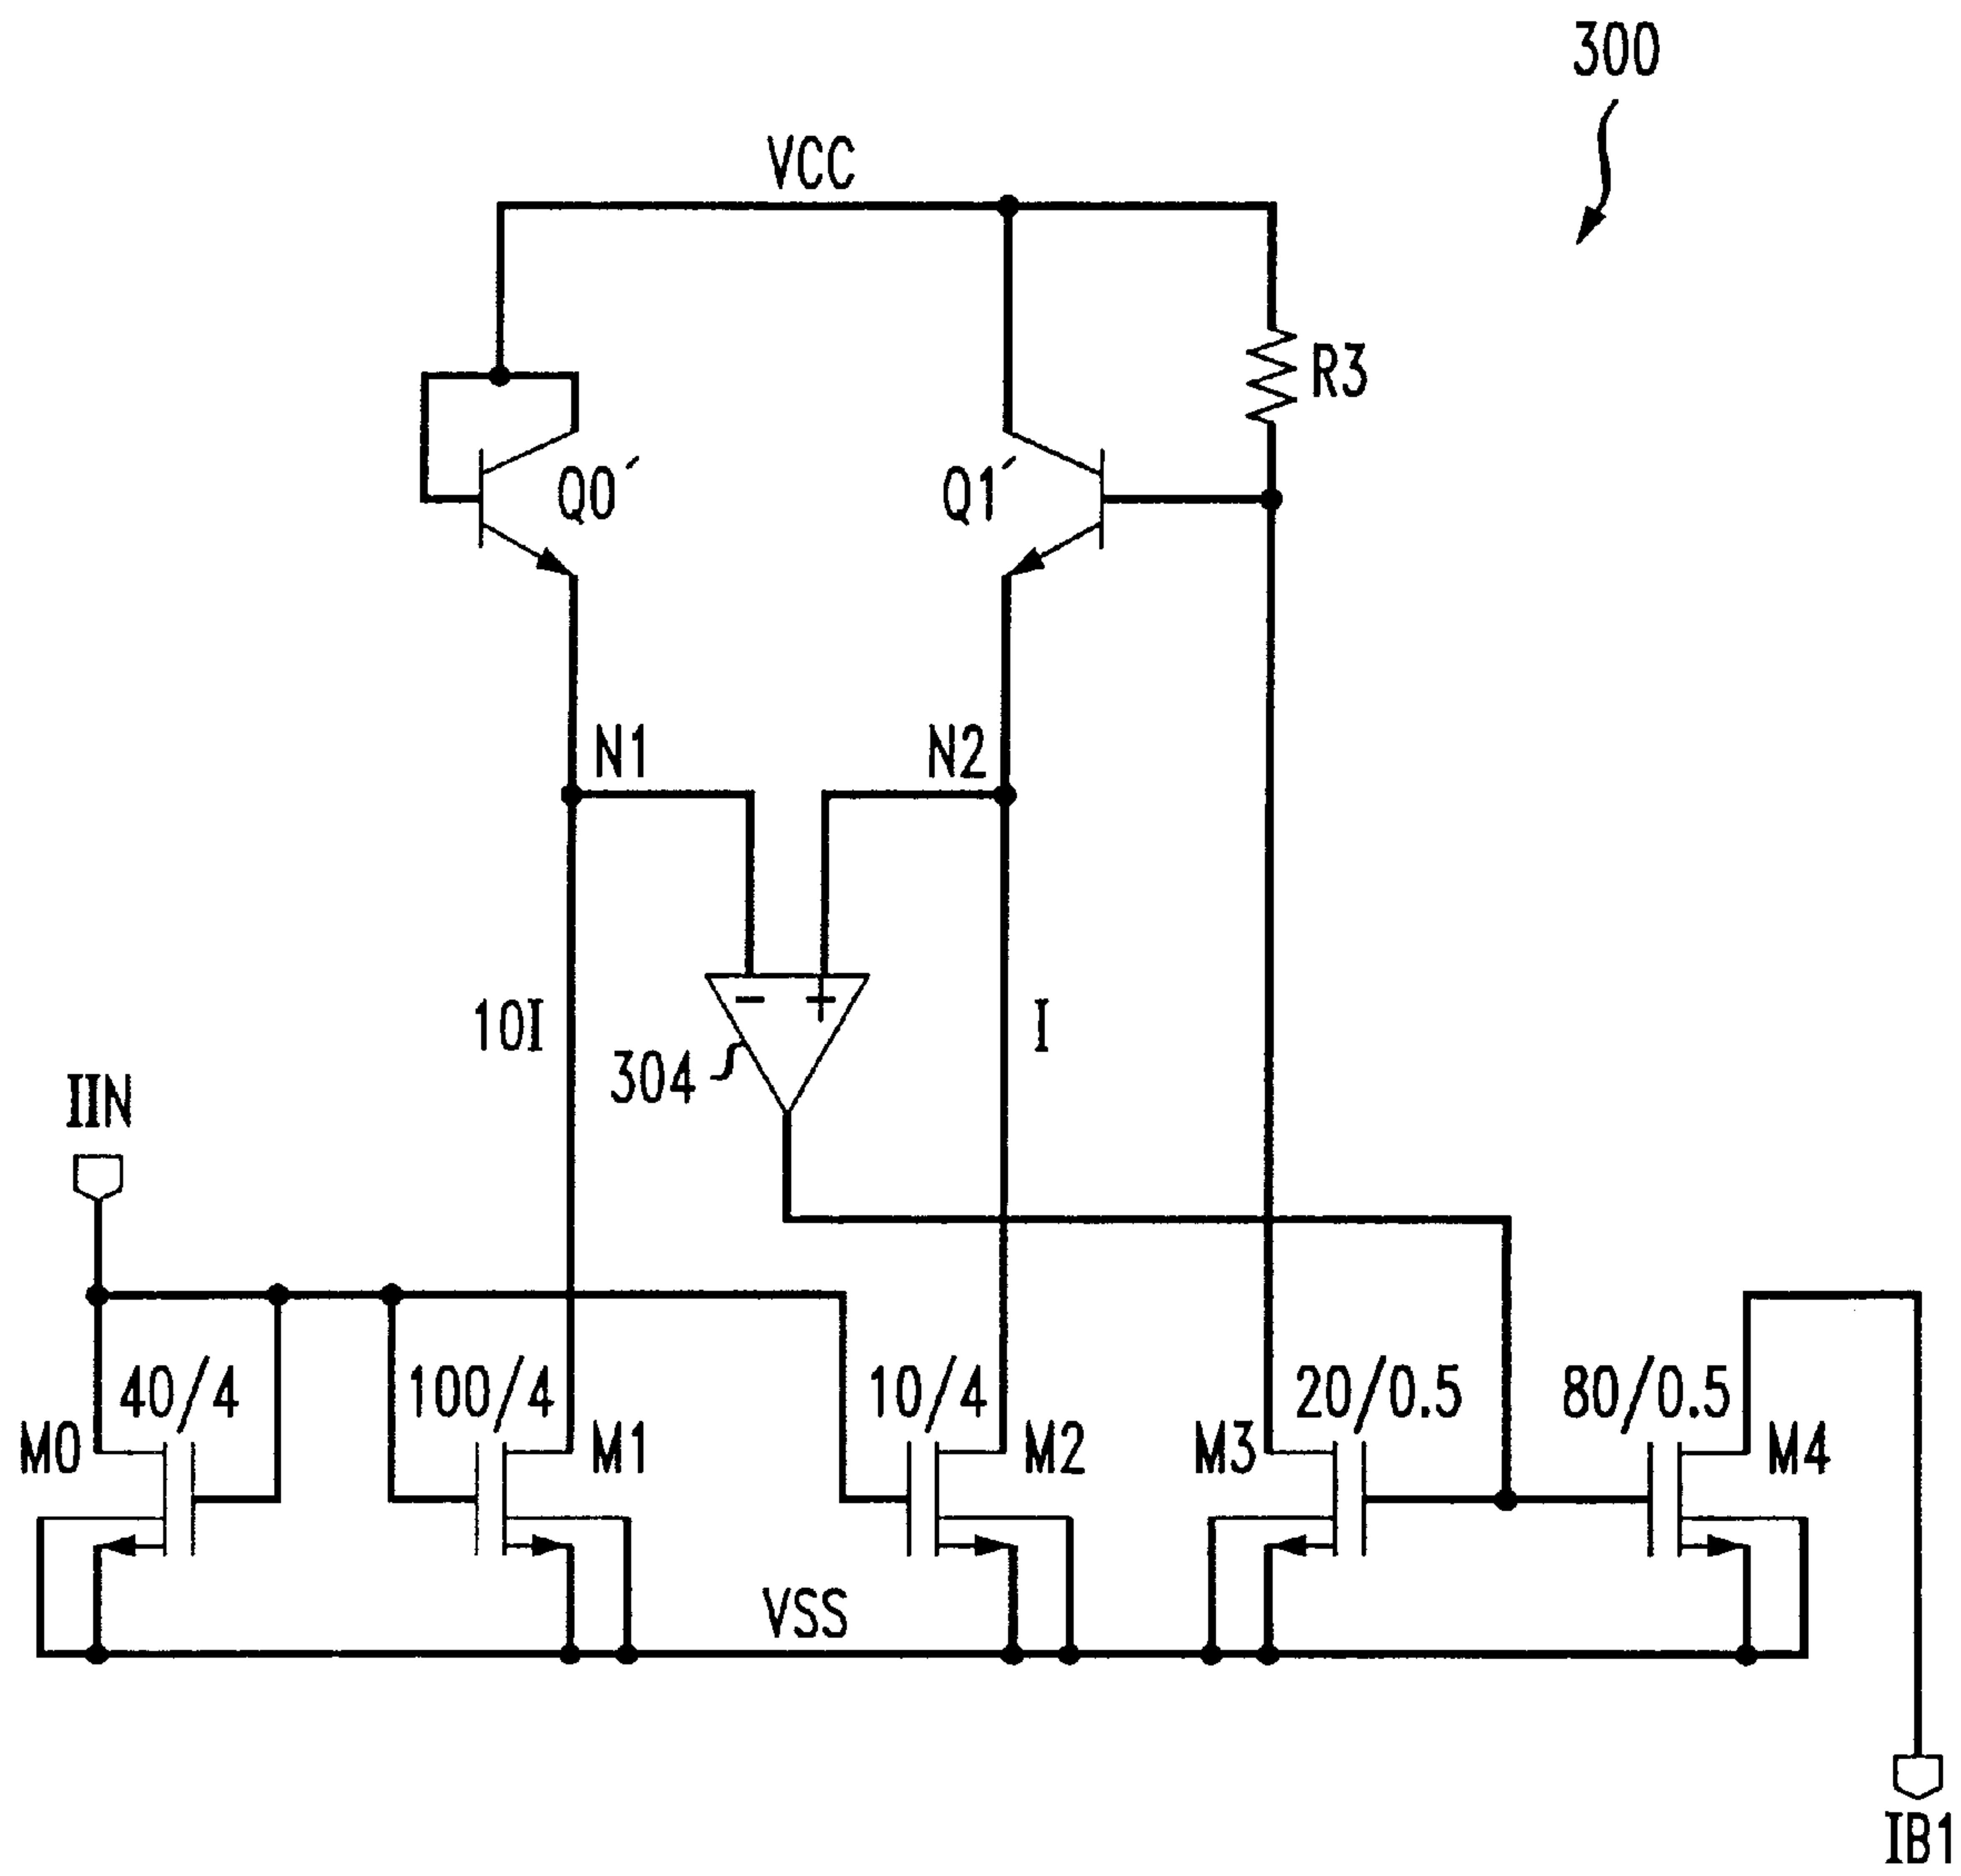 300
VCC
R3
Q0´
Q1´
N1
N2
-
+
10I
I
304
IIN
40/4
100/4
10/4
20/0.5
80/0.5
M0
M1
M2
M3
M4
VSS
IB1